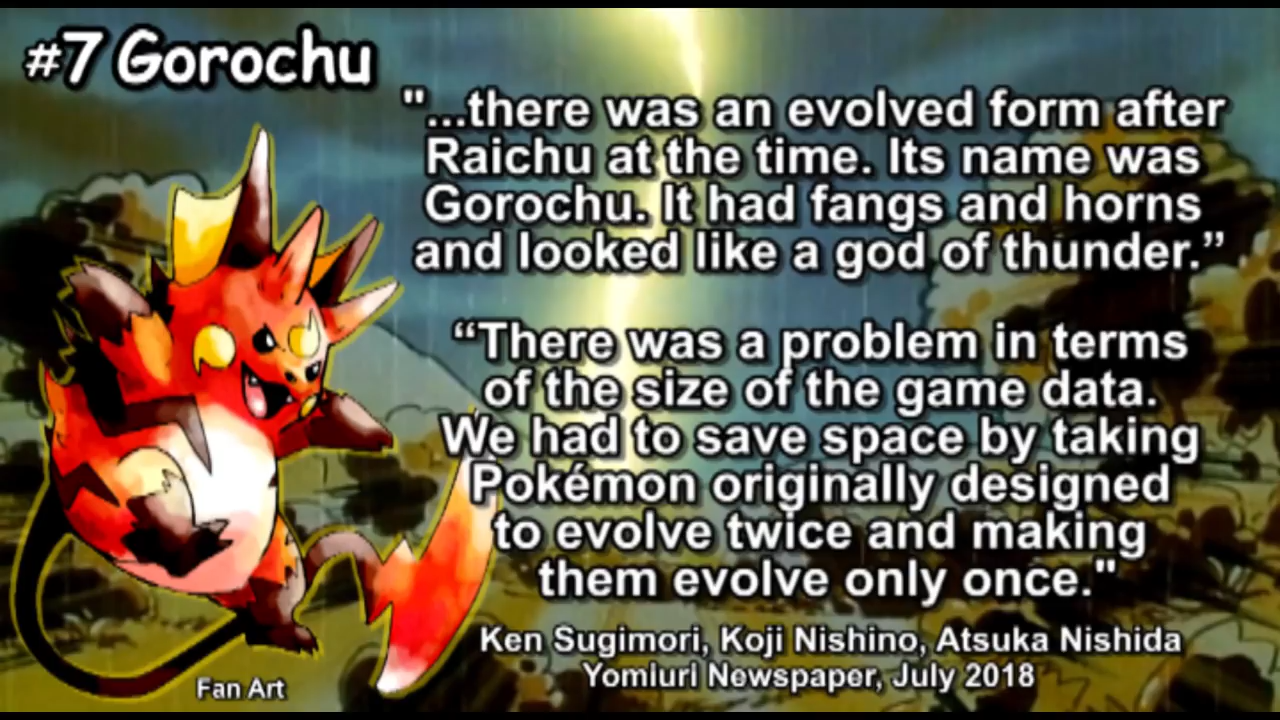 #7 Gorochu
"...there was an evolved form after
Raichu at the time. Its name was
Gorochu. It had fangs and horns
and looked like a god of thunder.”
“There was a problem in terms
of the size of the game data.
We had to save space by taking
Pokémon originally designed
to evolve twice and making
them evolve only once."
Ken Sugimori, Koji Nishino, Atsuka Nishida
Yomiuri Newspaper, July 2018
Fan Art